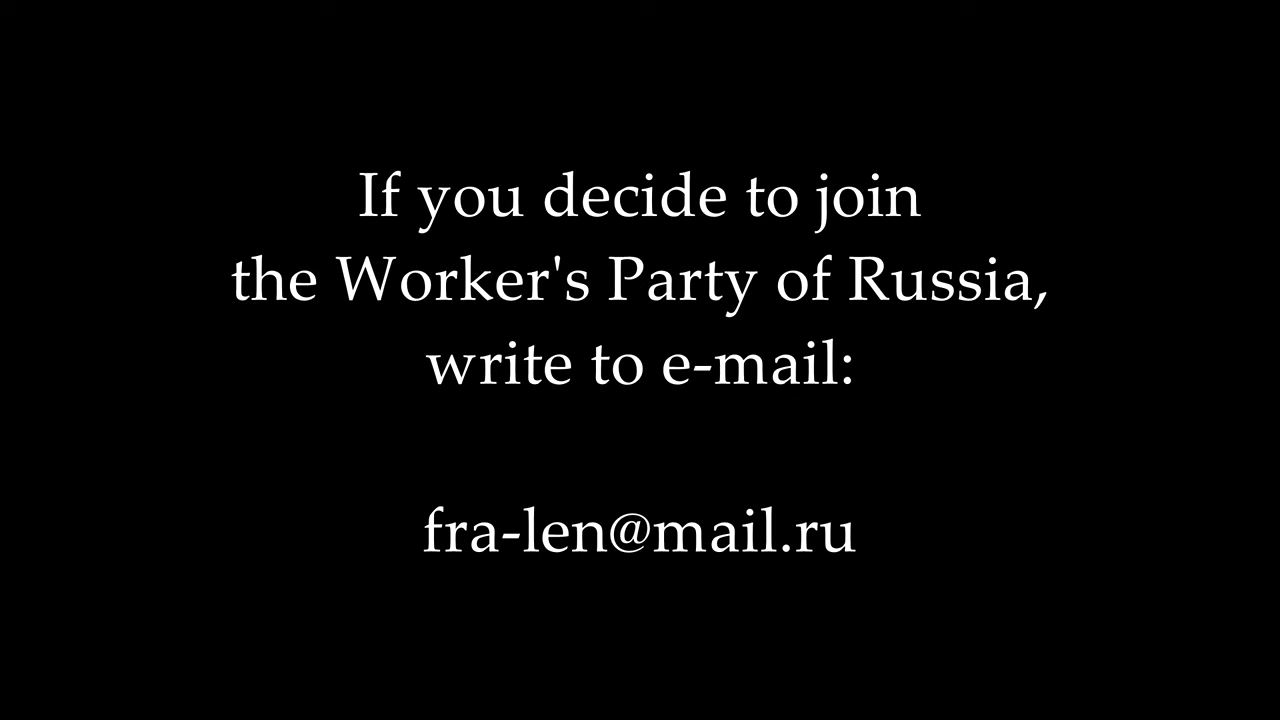 If you decide to join
the Worker's Party of Russia,
write to e-mail:
fra-len@mail.ru